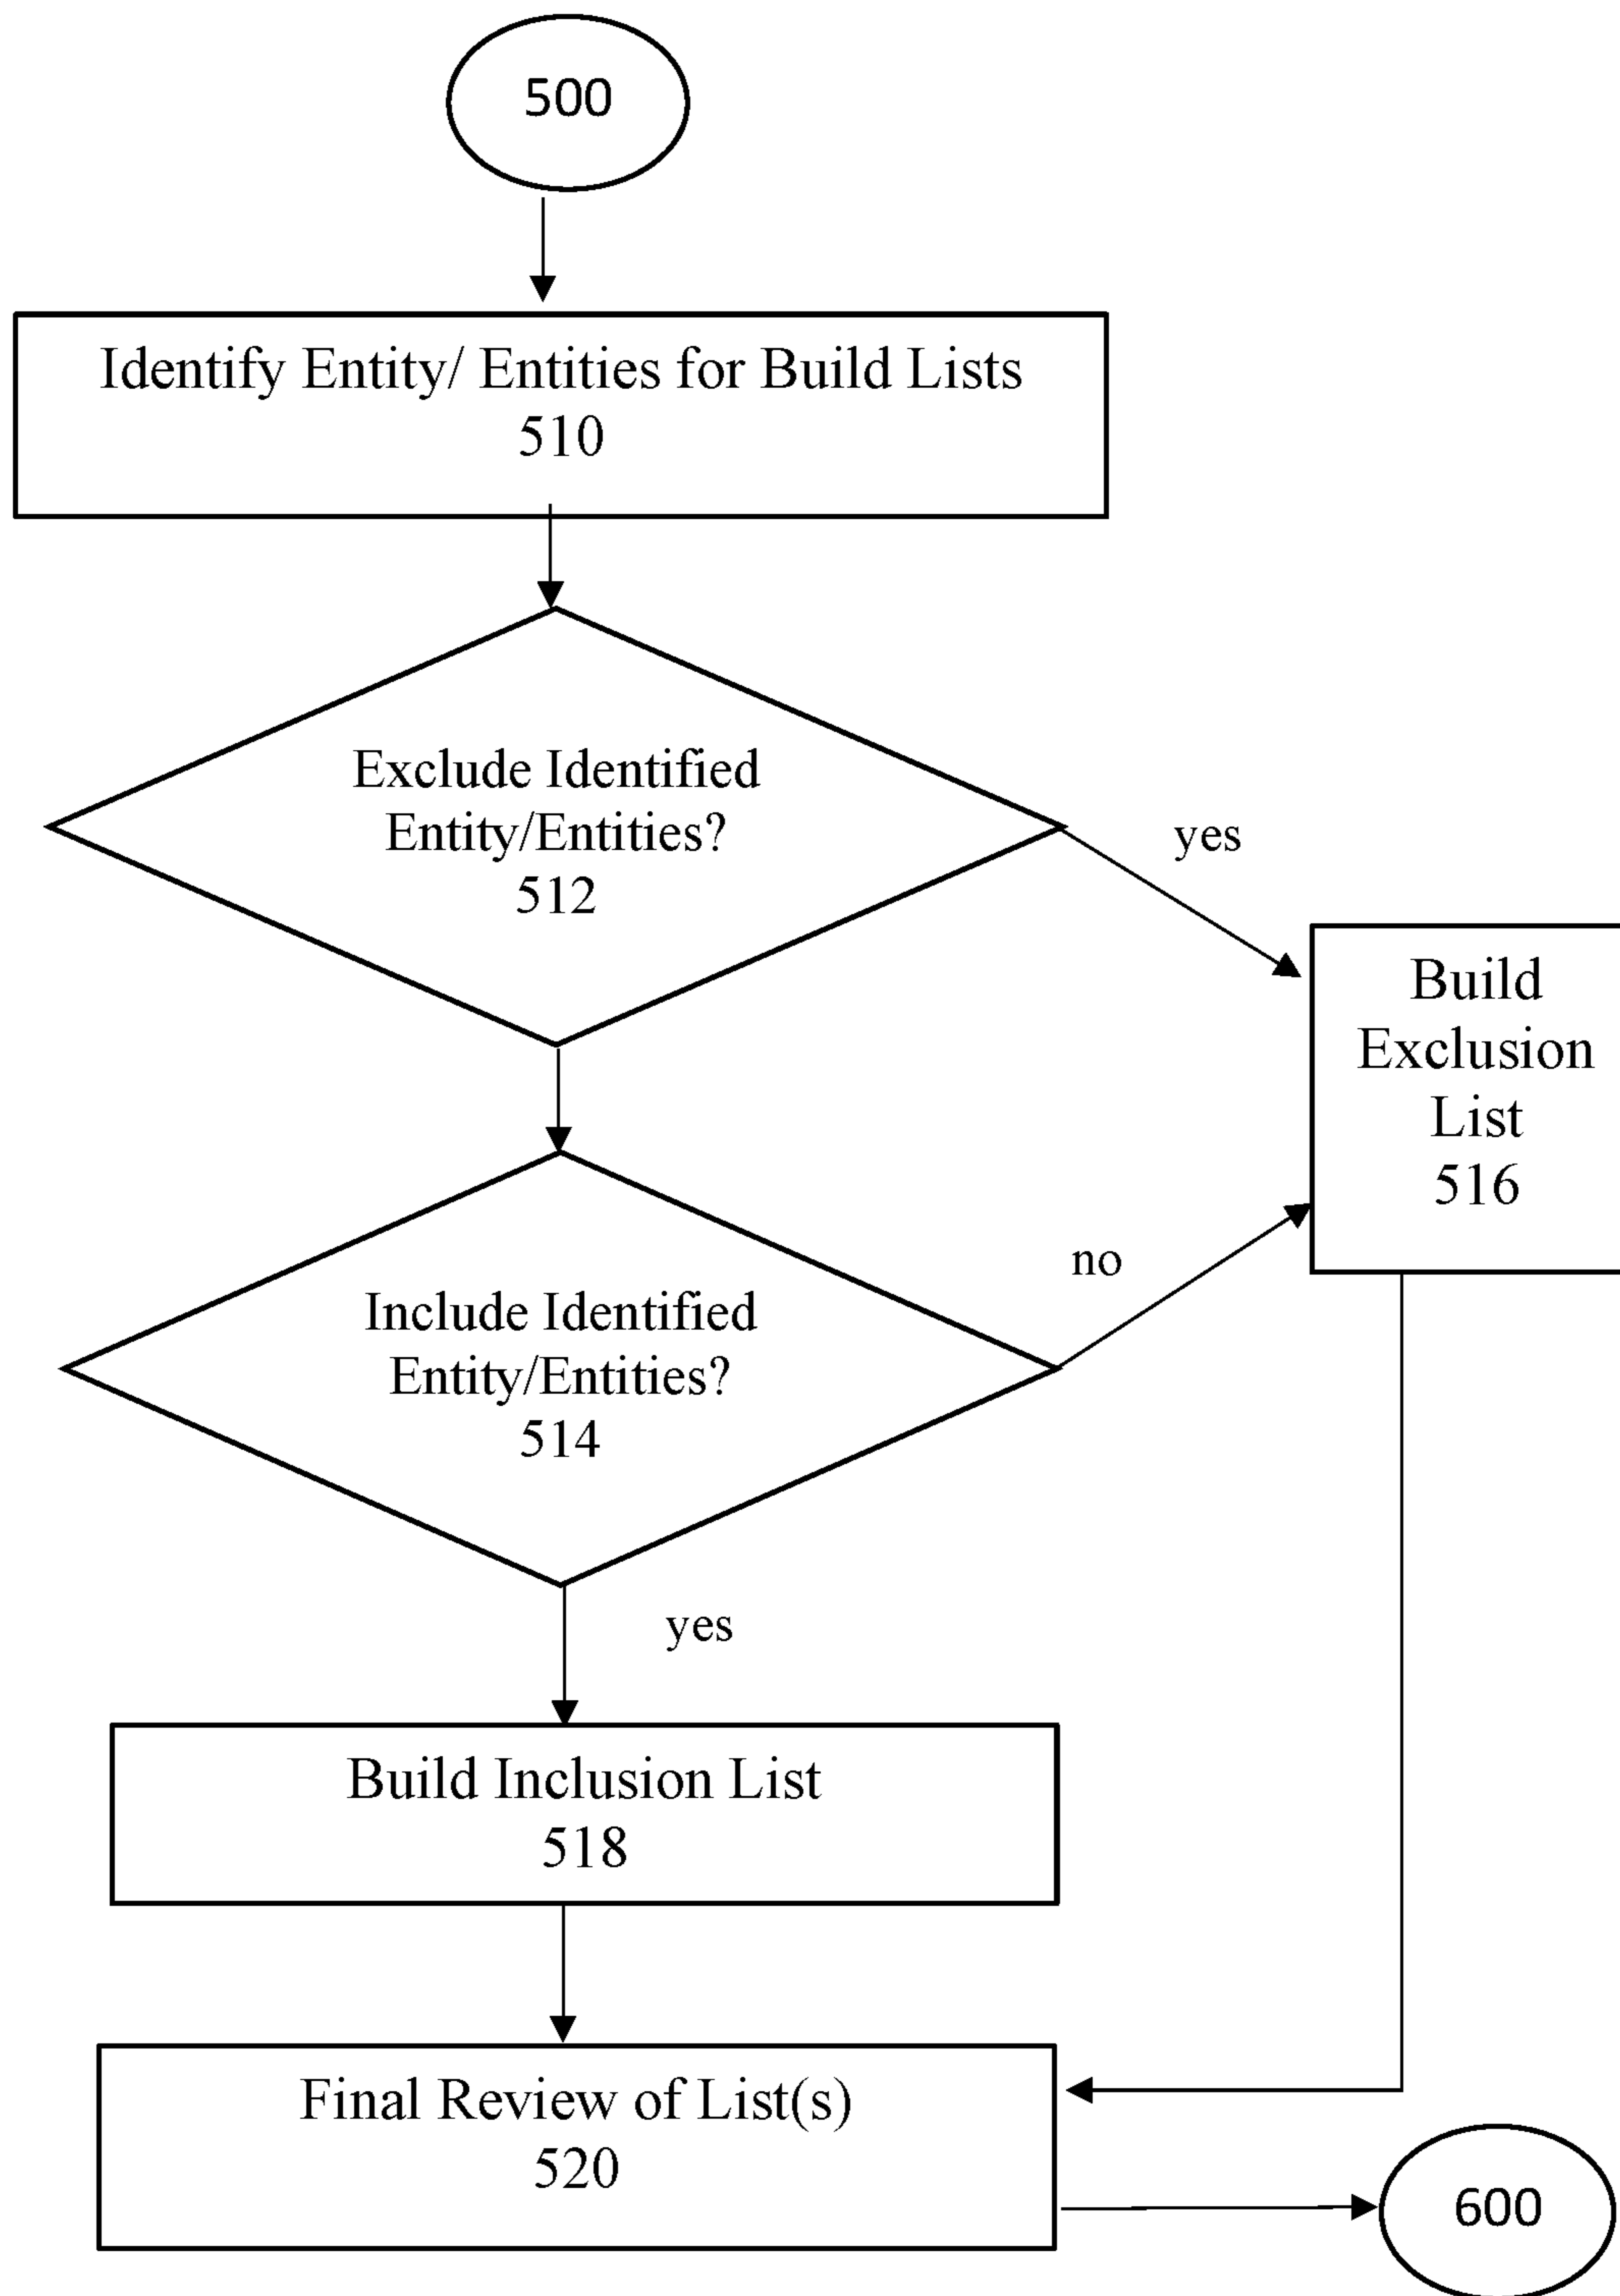 500
Identify Entity/ Entities for Build Lists
510
Exclude Identified
Entity/Entities?
512
yes
Build
Exclusion
List
516
no
Include Identified
Entity/Entities?
514
yes
Build Inclusion List
518
Final Review of List(s)
520
600